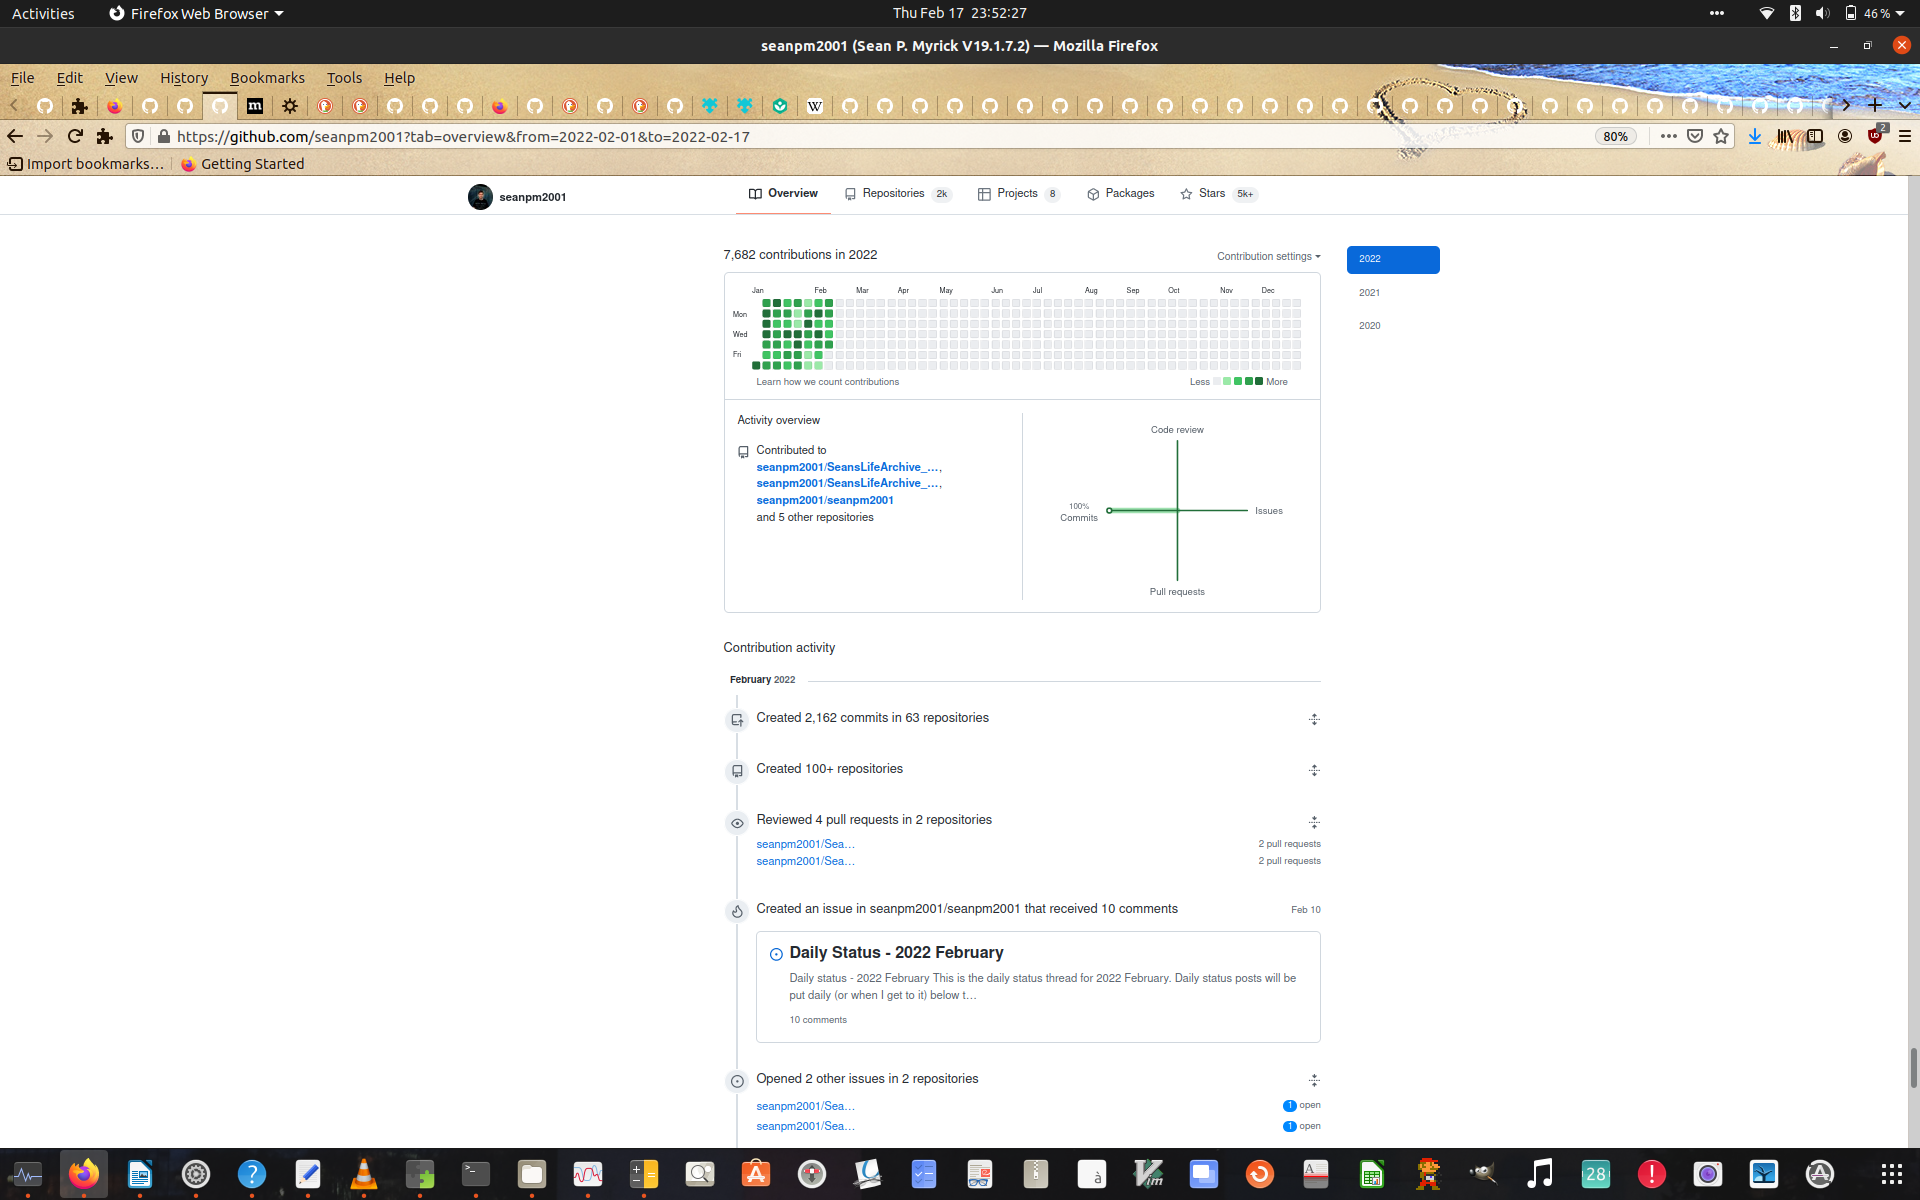 Activities
Firefox Web Browser
Thu Feb 17 23:52:27
46 %
seanpm2001 (Sean P. Myrick V19.1.7.2) — Mozilla Firefox
File Edit View History Bookmarks Tools Help
https://github.com/seanpm2001?tab=overview&from=2022-02-01&to=2022-02-17
80%
2
Import bookmarks…
Getting Started
seanpm2001
Overview
Repositories 2k
Projects 8
Packages
Stars 5k+
7,682 contributions in 2022
Contribution settings
2022
2021
2020
Jan Feb Mar Apr May Jun Jul Aug Sep Oct Nov Dec
Mon
Wed
Fri
Learn how we count contributions
Less
More
Activity overview
Contributed to
seanpm2001/SeansLifeArchive_…,
seanpm2001/SeansLifeArchive_…,
seanpm2001/seanpm2001
and 5 other repositories
Code review
100%
Commits
Issues
Pull requests
Contribution activity
February 2022
Created 2,162 commits in 63 repositories
Created 100+ repositories
Reviewed 4 pull requests in 2 repositories
seanpm2001/Sea… 2 pull requests
seanpm2001/Sea… 2 pull requests
Created an issue in seanpm2001/seanpm2001 that received 10 comments Feb 10
Daily Status - 2022 February
Daily status - 2022 February This is the daily status thread for 2022 February. Daily status posts will be
put daily (or when I get to it) below t…
10 comments
Opened 2 other issues in 2 repositories
seanpm2001/Sea… 1 open
seanpm2001/Sea… 1 open
28